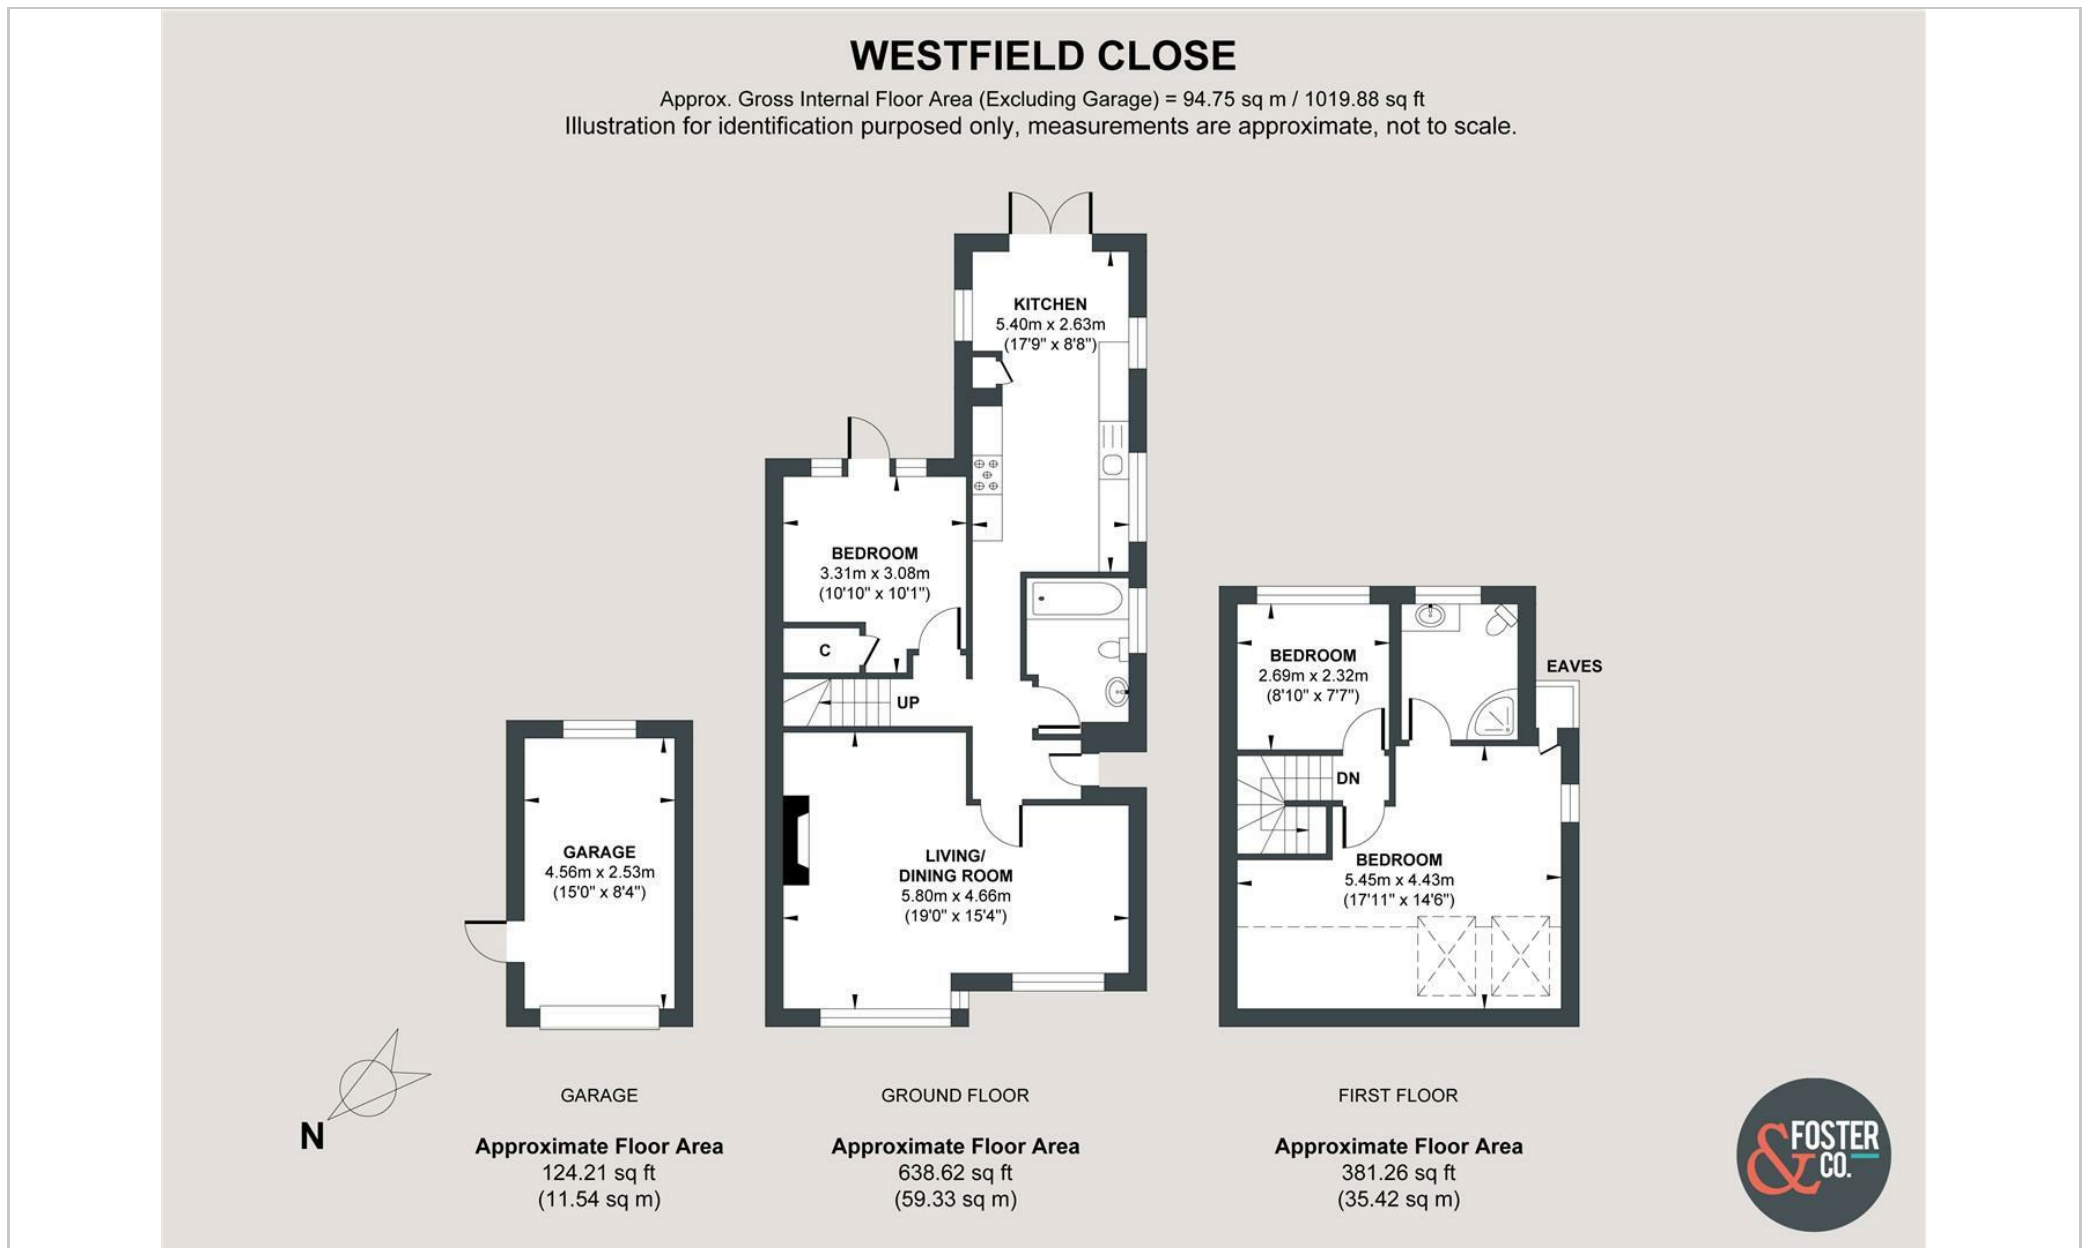 WESTFIELD CLOSE
Approx. Gross Internal Floor Area (Excluding Garage) = 94.75 sq m / 1019.88 sq ft
Illustration for identification purposed only, measurements are approximate, not to scale.
KITCHEN
5.40m x 2.63m
(17'9" x 8'8")
BEDROOM
3.31m x 3.08m
(10'10" x 10'1")
C
UP
LIVING/
DINING ROOM
5.80m x 4.66m
(19'0" x 15'4")
GARAGE
4.56m x 2.53m
(15'0" x 8'4")
BEDROOM
2.69m x 2.32m
(8'10" x 7'7")
EAVES
DN
BEDROOM
5.45m x 4.43m
(17'11" x 14'6")
N
GARAGE
Approximate Floor Area
124.21 sq ft
(11.54 sq m)
GROUND FLOOR
Approximate Floor Area
638.62 sq ft
(59.33 sq m)
FIRST FLOOR
Approximate Floor Area
381.26 sq ft
(35.42 sq m)
&FOSTER
CO.